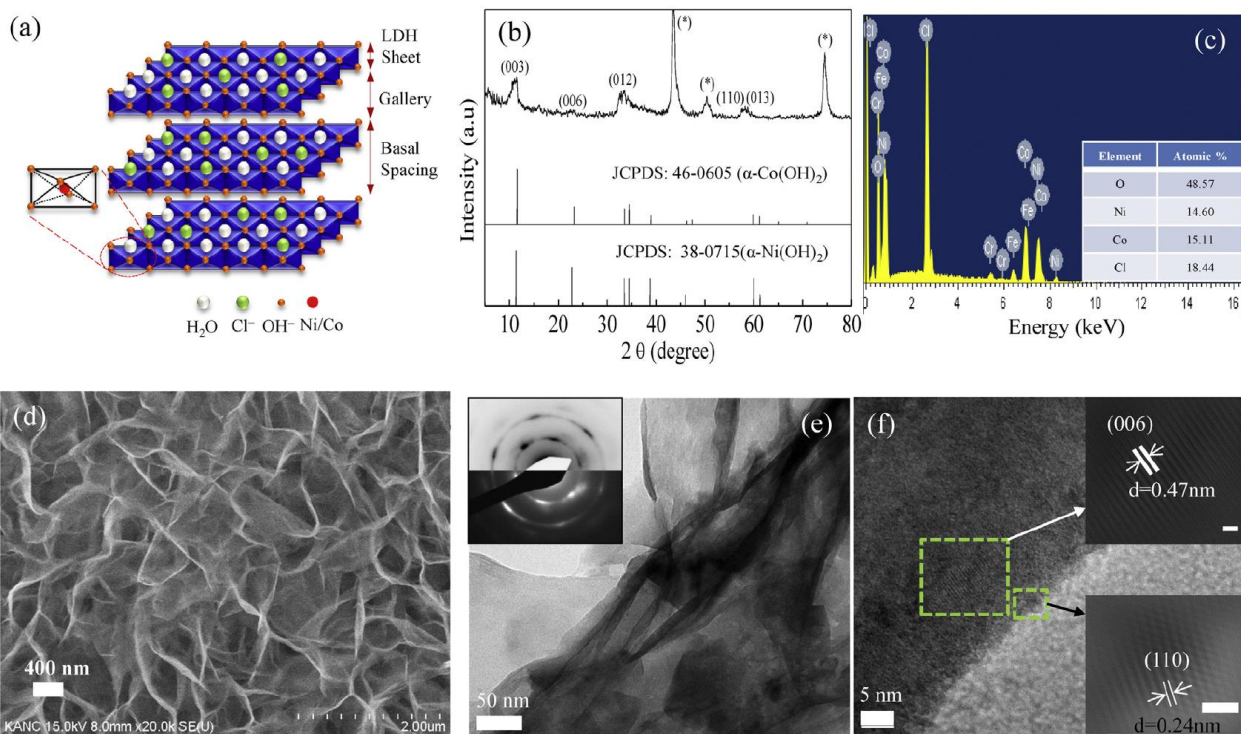 (a)
LDH
Sheet
Gallery
Basal
Spacing
H₂O Cl⁻ OH⁻ Ni/Co
(b)
Intensity (a.u)
(003)
(006)
(012)
(*)
(*)
(110)
(013)
(*)
JCPDS: 46-0605 (α-Co(OH)₂)
JCPDS: 38-0715(α-Ni(OH)₂)
10 20 30 40 50 60 70 80
2 θ (degree)
(c)
Cl
Co
Fe
Cr
Ni
O
Cl
Cr
Cr
Fe
Co
Ni
Co
Ni
Element Atomic %
O 48.57
Ni 14.60
Co 15.11
Cl 18.44
0 2 4 6 8 10 12 14 16
Energy (keV)
(d)
400 nm
KANC 15.0kV 8.0mm x20.0k SE(U)
2.00um
(e)
50 nm
(f)
(006)
d=0.47nm
(110)
d=0.24nm
5 nm